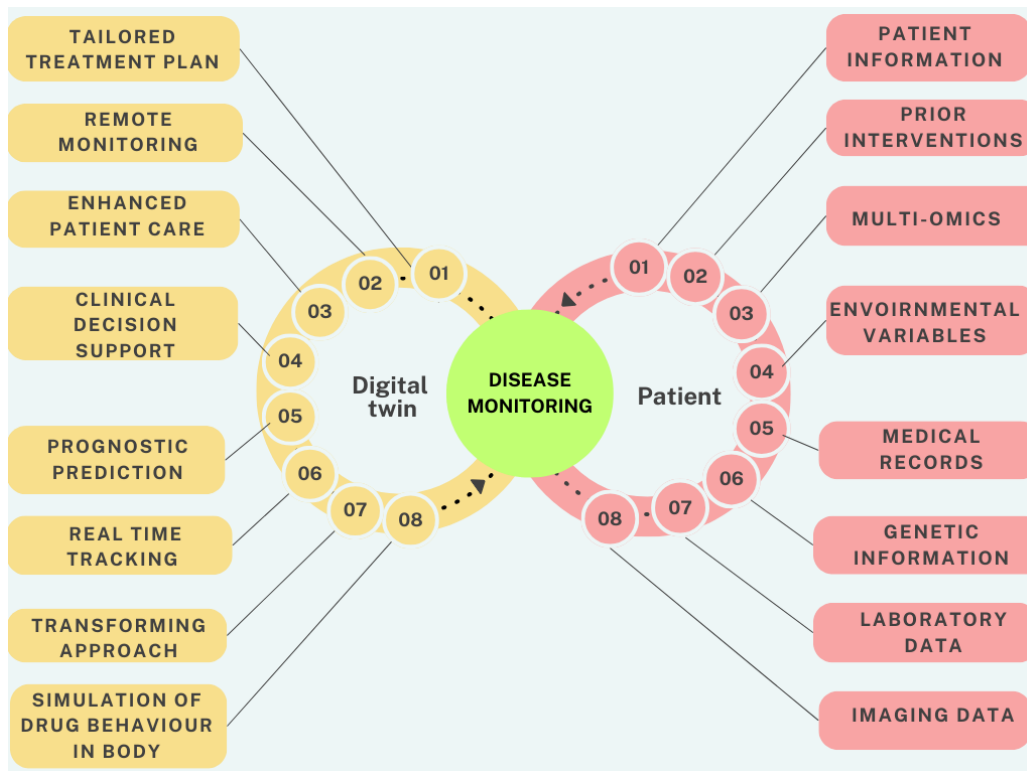 TAILORED
TREATMENT PLAN
REMOTE
MONITORING
ENHANCED
PATIENT CARE
CLINICAL
DECISION
SUPPORT
PROGNOSTIC
PREDICTION
REAL TIME
TRACKING
TRANSFORMING
APPROACH
SIMULATION OF
DRUG BEHAVIOUR
IN BODY
01
02
03
04
05
06
07
08
Digital
twin
DISEASE
MONITORING
Patient
01
02
03
04
05
06
07
08
PATIENT
INFORMATION
PRIOR
INTERVENTIONS
MULTI-OMICS
ENVOIRNMENTAL
VARIABLES
MEDICAL
RECORDS
GENETIC
INFORMATION
LABORATORY
DATA
IMAGING DATA